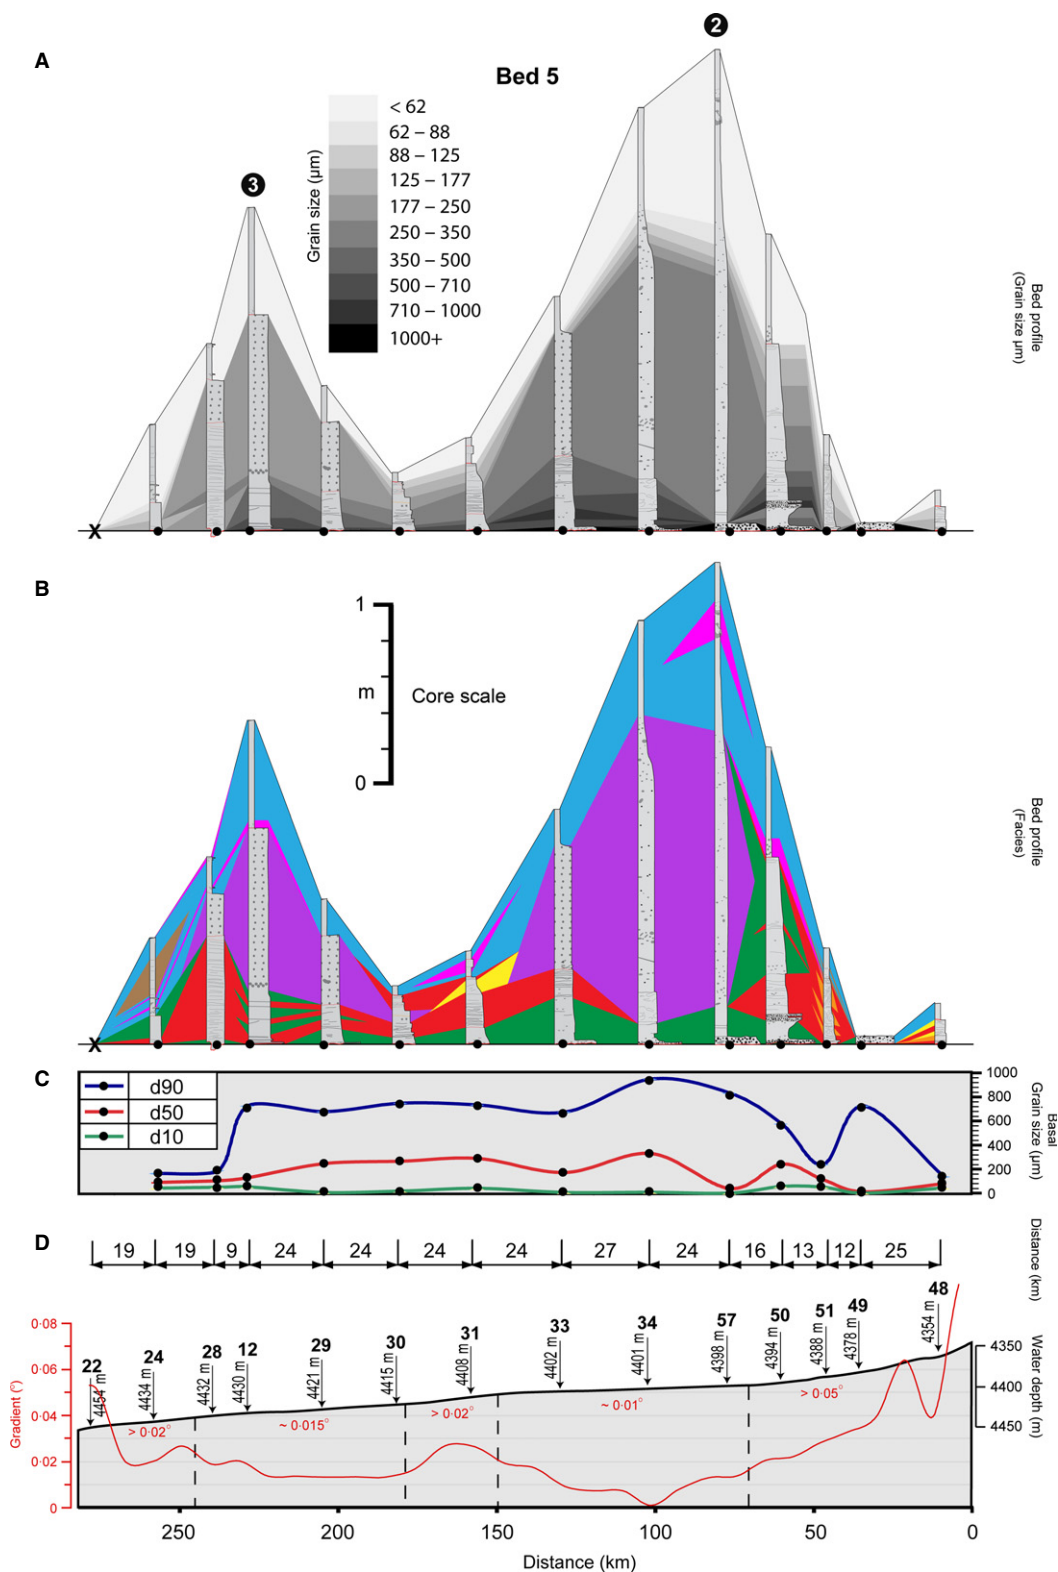 A
Bed 5
2
3
Grain size (µm)
< 62
62 – 88
88 – 125
125 – 177
177 – 250
250 – 350
350 – 500
500 – 710
710 – 1000
1000+
Bed profile
(Grain size µm)
X
B
1
m
0
Core scale
Bed profile
(Facies)
X
C
d90
d50
d10
1000
800
600
400
200
0
Basal
Grain size (µm)
D
19
19
9
24
24
24
24
27
24
16
13
12
25
Distance (km)
0·08
0·06
0·04
0·02
0
Gradient (°)
22
4454 m
24
4434 m
28
4432 m
12
4430 m
29
4421 m
30
4415 m
31
4408 m
33
4402 m
34
4401 m
57
4398 m
50
4394 m
51
4388 m
49
4378 m
48
4354 m
> 0·02°
~ 0·015°
> 0·02°
~ 0·01°
> 0·05°
4350
4400
4450
Water depth (m)
250
200
150
100
50
0
Distance (km)